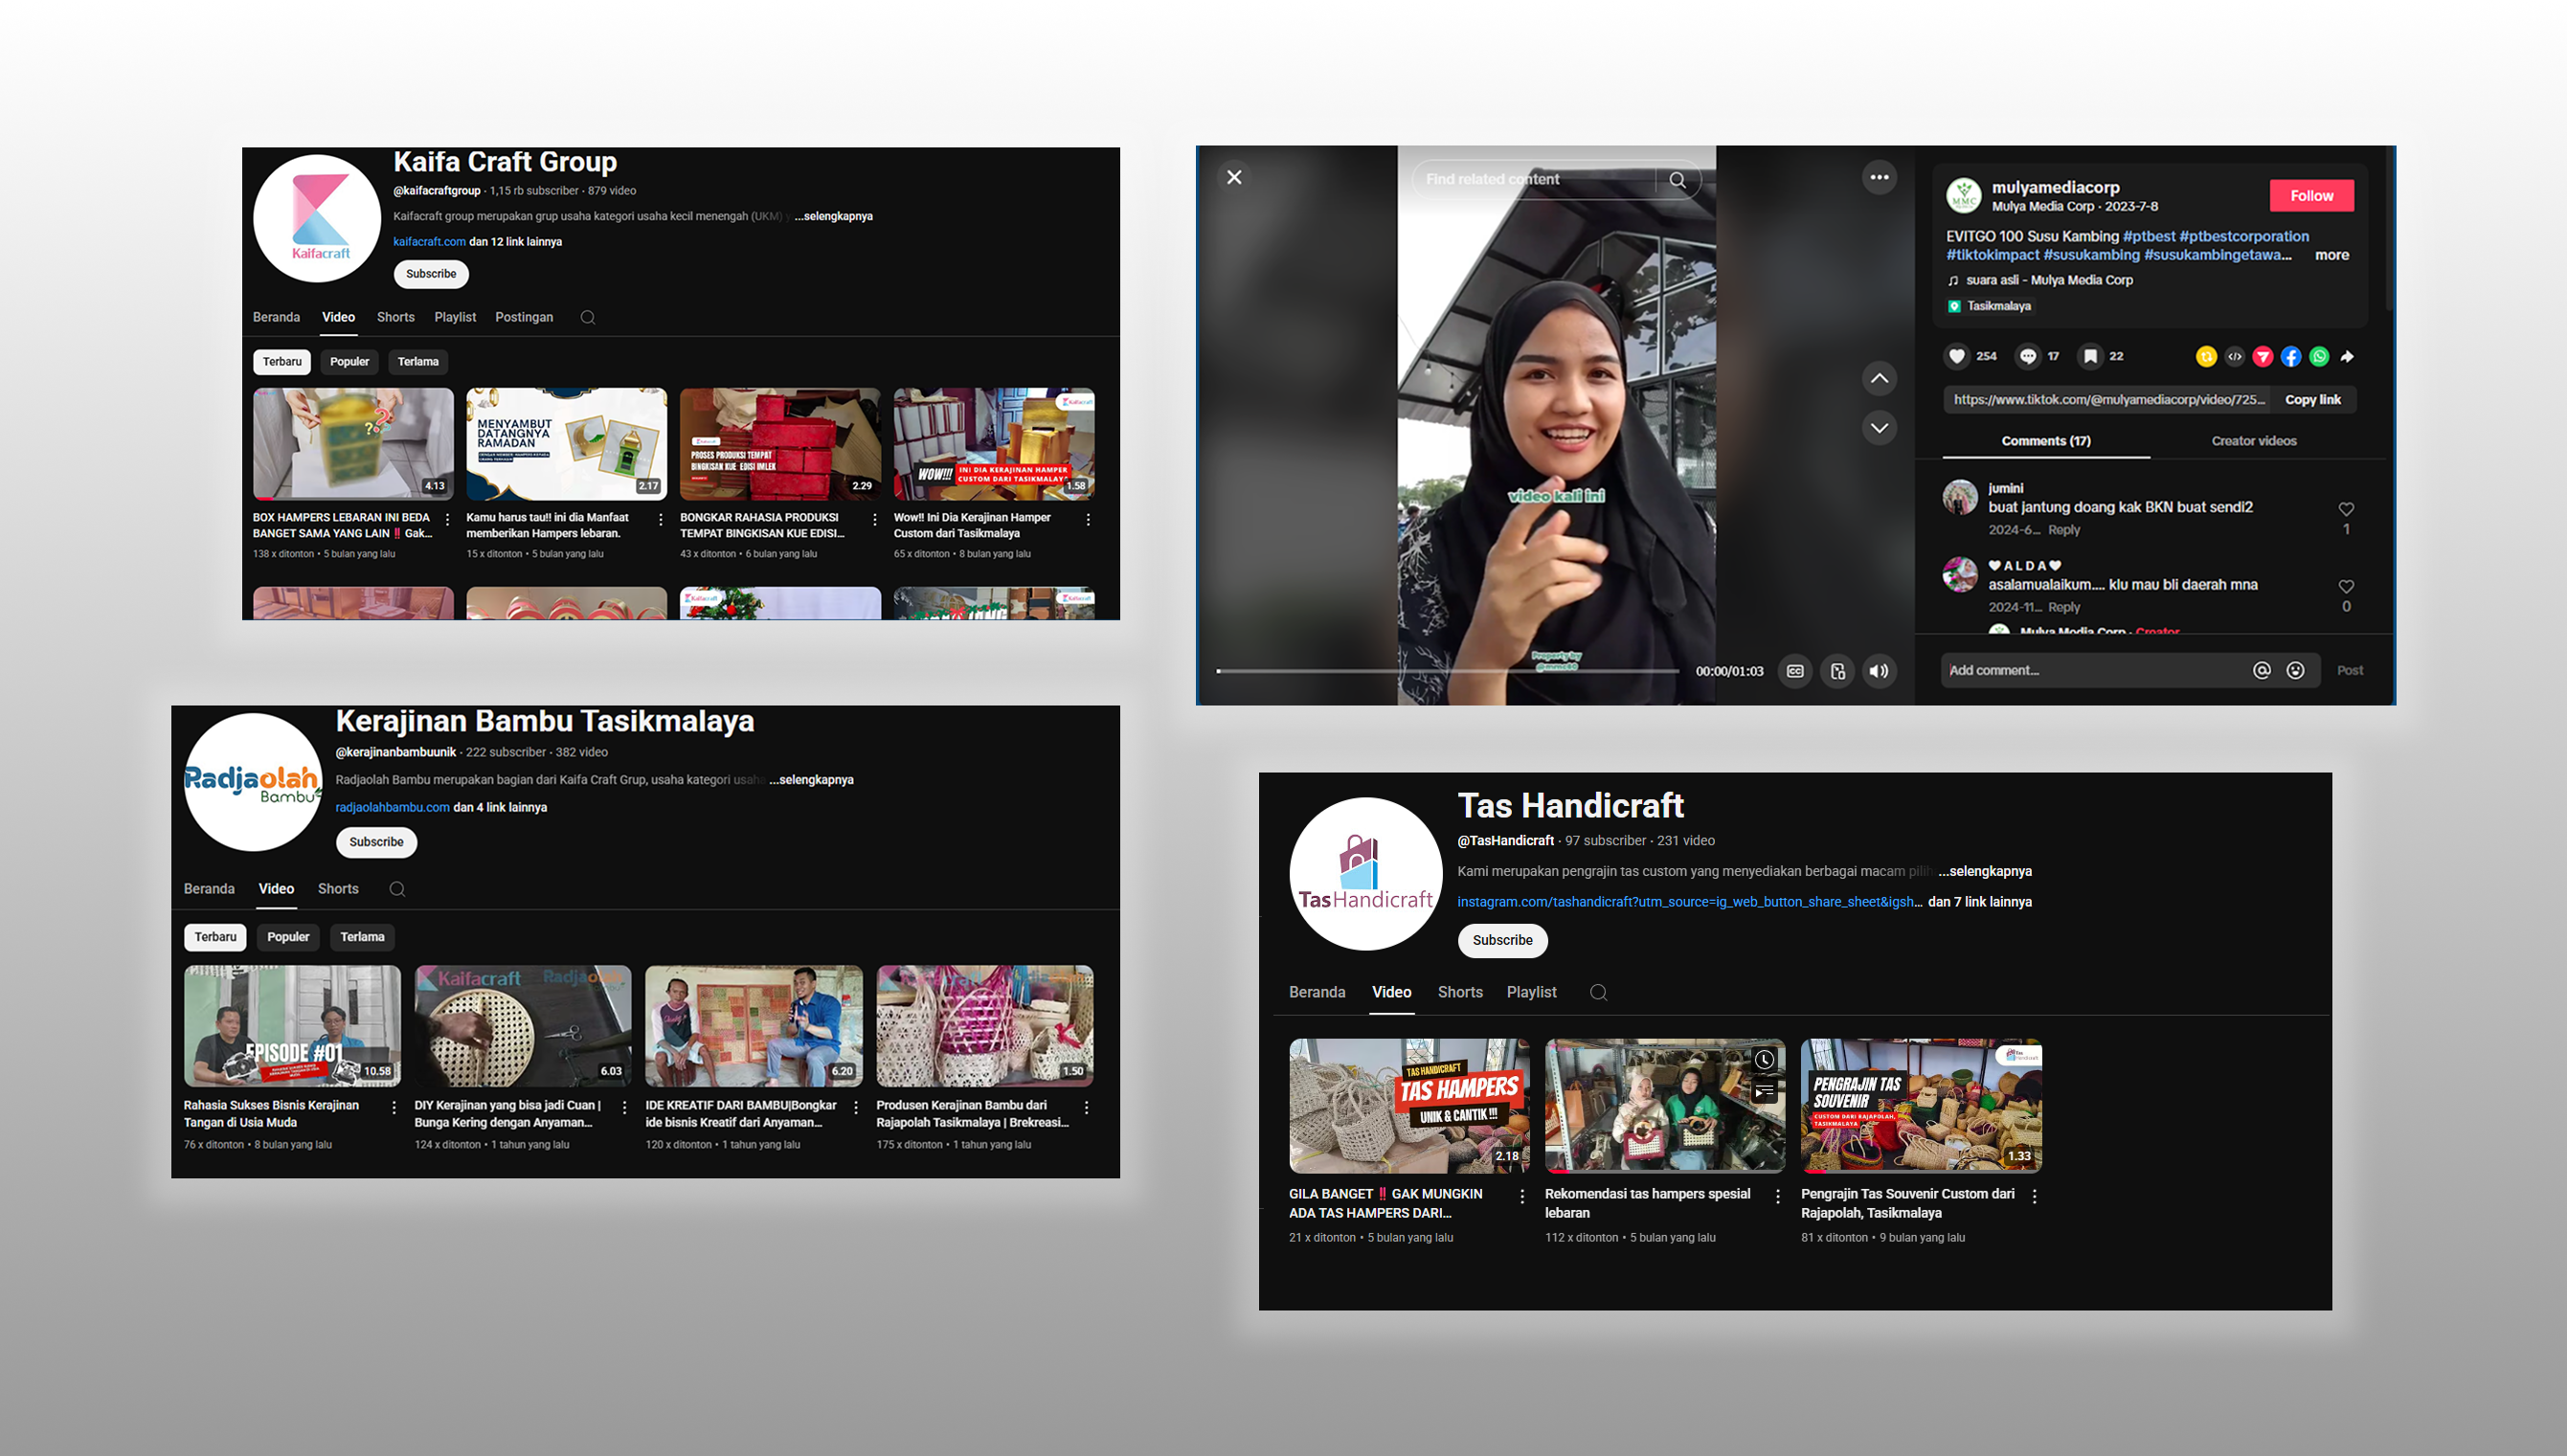 Kaifa Craft Group
@kaifacraftgroup · 1,15 rb subscriber · 879 video
Kaifacraft group merupakan grup usaha kategori usaha kecil menengah (UKM) y ...selengkapnya
kaifacraft.com dan 12 link lainnya
Kaifacraft
Subscribe
Beranda Video Shorts Playlist Postingan
Terbaru Populer Terlama
4.13
MENYAMBUT
DATANGNYA
RAMADAN
2.17
Kaifacraft
PROSES PRODUKSI TEMPAT
BINGKISAN KUE EDISI IMLEK
2.29
Kaifacraft
WOW!!! INI DIA KERAJINAN HAMPER
CUSTOM DARI TASIKMALAYA
1.58
BOX HAMPERS LEBARAN INI BEDA
BANGET SAMA YANG LAIN ‼️ Gak...
138 x ditonton • 5 bulan yang lalu
Kamu harus tau!! ini dia Manfaat
memberikan Hampers lebaran.
15 x ditonton • 5 bulan yang lalu
BONGKAR RAHASIA PRODUKSI
TEMPAT BINGKISAN KUE EDISI...
43 x ditonton • 6 bulan yang lalu
Wow!! Ini Dia Kerajinan Hamper
Custom dari Tasikmalaya
65 x ditonton • 8 bulan yang lalu
Kaifacraft
Kaifacraft
Find related content
video kali ini
Property by
@mmc60
00:00/01:03
MMC
mulyamediacorp
Mulya Media Corp · 2023-7-8
Follow
EVITGO 100 Susu Kambing #ptbest #ptbestcorporation
#tiktokimpact #susukambing #susukambingetawa... more
suara asli - Mulya Media Corp
Tasikmalaya
254 17 22
https://www.tiktok.com/@mulyamediacorp/video/725... Copy link
Comments (17) Creator videos
jumini
buat jantung doang kak BKN buat sendi2
2024-6... Reply
1
♥ A L D A ♥
asalamualaikum.... klu mau bli daerah mna
2024-11... Reply
0
Mulya Media Corp · Creator
Add comment...
Post
Kerajinan Bambu Tasikmalaya
@kerajinanbambuunik · 222 subscriber · 382 video
Radjaolah Bambu merupakan bagian dari Kaifa Craft Grup, usaha kategori usaha ...selengkapnya
radjaolahbambu.com dan 4 link lainnya
Radjaolah
Bambu
Subscribe
Beranda Video Shorts
Terbaru Populer Terlama
EPISODE #01
10.58
Kaifacraft Radjaolah
Bambu
6.03
6.20
Kaifacraft
1.50
Rahasia Sukses Bisnis Kerajinan
Tangan di Usia Muda
76 x ditonton • 8 bulan yang lalu
DIY Kerajinan yang bisa jadi Cuan |
Bunga Kering dengan Anyaman...
124 x ditonton • 1 tahun yang lalu
IDE KREATIF DARI BAMBU|Bongkar
ide bisnis Kreatif dari Anyaman...
120 x ditonton • 1 tahun yang lalu
Produsen Kerajinan Bambu dari
Rajapolah Tasikmalaya | Brekreasi...
175 x ditonton • 1 tahun yang lalu
Tas Handicraft
@TasHandicraft · 97 subscriber · 231 video
Kami merupakan pengrajin tas custom yang menyediakan berbagai macam pilih ...selengkapnya
instagram.com/tashandicraft?utm_source=ig_web_button_share_sheet&igsh... dan 7 link lainnya
TasHandicraft
Subscribe
Beranda Video Shorts Playlist
TAS HANDICRAFT
TAS HAMPERS
UNIK & CANTIK !!!
2.18
PENGRAJIN TAS
SOUVENIR
CUSTOM DARI RAJAPOLAH,
TASIKMALAYA
1.33
GILA BANGET ‼️ GAK MUNGKIN
ADA TAS HAMPERS DARI...
21 x ditonton • 5 bulan yang lalu
Rekomendasi tas hampers spesial
lebaran
112 x ditonton • 5 bulan yang lalu
Pengrajin Tas Souvenir Custom dari
Rajapolah, Tasikmalaya
81 x ditonton • 9 bulan yang lalu